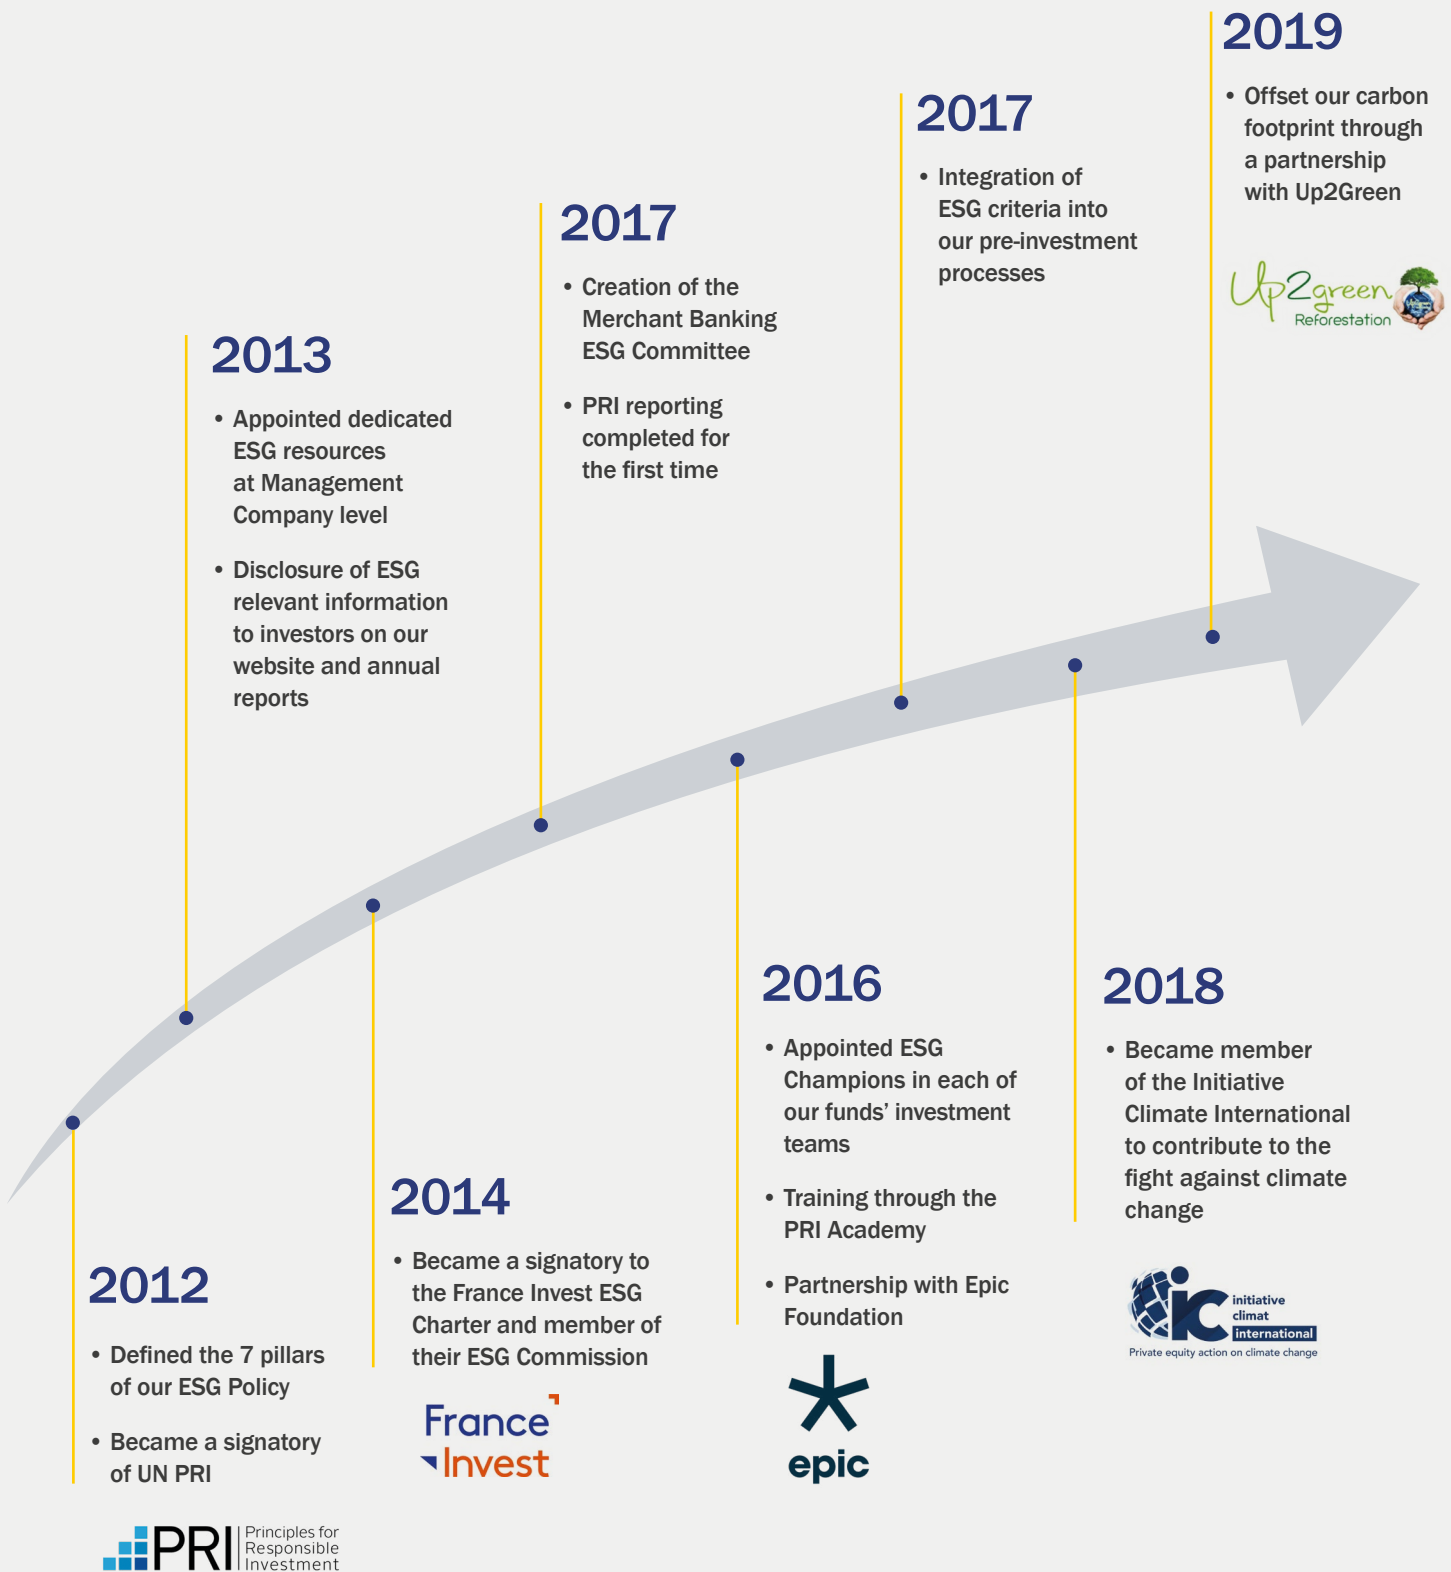 2012
• Defined the 7 pillars
of our ESG Policy
• Became a signatory
of UN PRI
PRI
Principles for
Responsible
Investment
2013
• Appointed dedicated
ESG resources
at Management
Company level
• Disclosure of ESG
relevant information
to investors on our
website and annual
reports
2014
• Became a signatory to
the France Invest ESG
Charter and member of
their ESG Commission
France
Invest
2017
• Creation of the
Merchant Banking
ESG Committee
• PRI reporting
completed for
the first time
2016
• Appointed ESG
Champions in each of
our funds’ investment
teams
• Training through the
PRI Academy
• Partnership with Epic
Foundation
epic
2017
• Integration of
ESG criteria into
our pre-investment
processes
2018
• Became member
of the Initiative
Climate International
to contribute to the
fight against climate
change
iC
initiative
climat
international
Private equity action on climate change
2019
• Offset our carbon
footprint through
a partnership
with Up2Green
Up2green
Reforestation